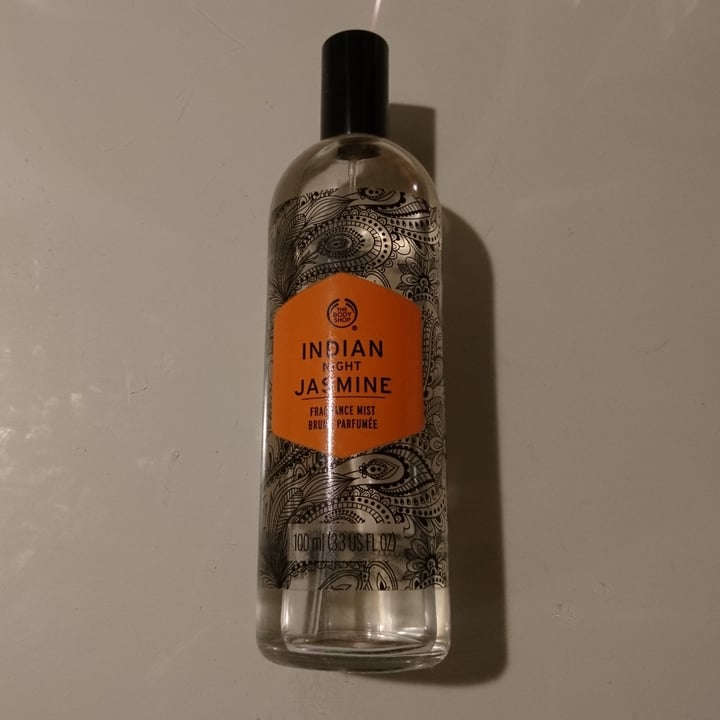 THE
BODY
SHOP
®
INDIAN
NIGHT
JASMINE
FRAGRANCE MIST
BRUME PARFUMÉE
100 ml (3.3 US FL OZ)